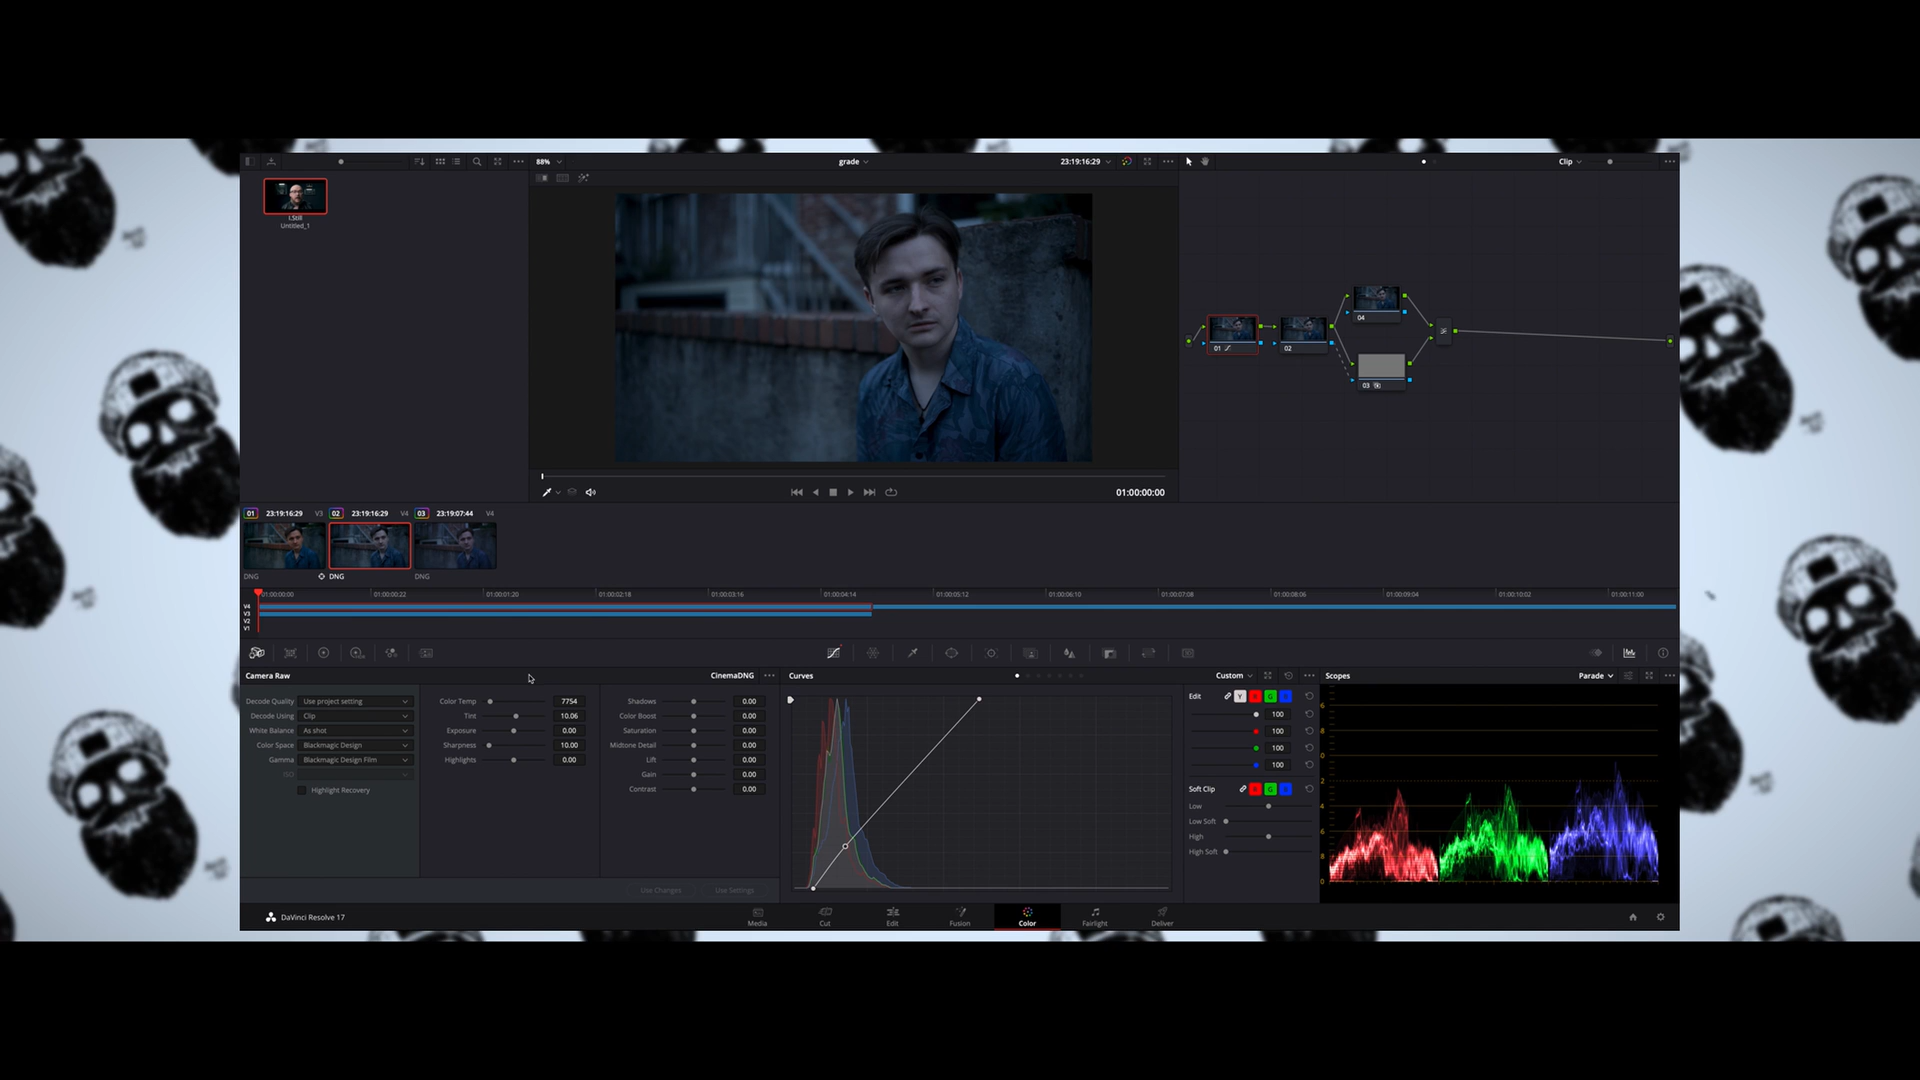 88%
grade
23:19:16:29
Clip
1.Still
Untitled_1
04
01
02
03
01:00:00:00
01 23:19:16:29 V3
02 23:19:16:29 V4
03 23:19:07:44 V4
DNG
DNG
DNG
01:00:00:00 01:00:00:22 01:00:01:20 01:00:02:18 01:00:03:16 01:00:04:14 01:00:05:12 01:00:06:10 01:00:07:08 01:00:08:06 01:00:09:04 01:00:10:02 01:00:11:00
V4
V3
V2
V1
Camera Raw
CinemaDNG
Decode Quality Use project setting
Decode Using Clip
White Balance As shot
Color Space Blackmagic Design
Gamma Blackmagic Design Film
ISO
Highlight Recovery
Color Temp 7754
Tint 10.06
Exposure 0.00
Sharpness 10.00
Highlights 0.00
Shadows 0.00
Color Boost 0.00
Saturation 0.00
Midtone Detail 0.00
Lift 0.00
Gain 0.00
Contrast 0.00
Use Changes Use Settings
Curves
Custom
Edit Y
100
100
100
100
Soft Clip
Low
Low Soft
High
High Soft
Scopes
Parade
DaVinci Resolve 17
Media Cut Edit Fusion Color Fairlight Deliver